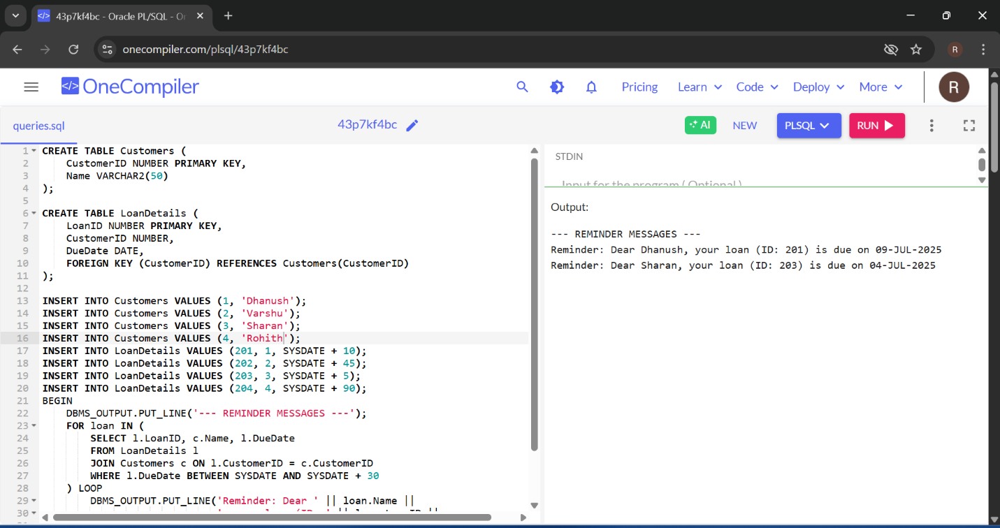 43p7kf4bc - Oracle PL/SQL - O
onecompiler.com/plsql/43p7kf4bc
R
</> OneCompiler
Pricing
Learn
Code
Deploy
More
R
queries.sql
43p7kf4bc
AI
NEW
PLSQL
RUN
1 CREATE TABLE Customers (
2 CustomerID NUMBER PRIMARY KEY,
3 Name VARCHAR2(50)
4 );
5
6 CREATE TABLE LoanDetails (
7 LoanID NUMBER PRIMARY KEY,
8 CustomerID NUMBER,
9 DueDate DATE,
10 FOREIGN KEY (CustomerID) REFERENCES Customers(CustomerID)
11 );
12
13 INSERT INTO Customers VALUES (1, 'Dhanush');
14 INSERT INTO Customers VALUES (2, 'Varshu');
15 INSERT INTO Customers VALUES (3, 'Sharan');
16 INSERT INTO Customers VALUES (4, 'Rohith');
17 INSERT INTO LoanDetails VALUES (201, 1, SYSDATE + 10);
18 INSERT INTO LoanDetails VALUES (202, 2, SYSDATE + 45);
19 INSERT INTO LoanDetails VALUES (203, 3, SYSDATE + 5);
20 INSERT INTO LoanDetails VALUES (204, 4, SYSDATE + 90);
21 BEGIN
22 DBMS_OUTPUT.PUT_LINE('--- REMINDER MESSAGES ---');
23 FOR loan IN (
24 SELECT l.LoanID, c.Name, l.DueDate
25 FROM LoanDetails l
26 JOIN Customers c ON l.CustomerID = c.CustomerID
27 WHERE l.DueDate BETWEEN SYSDATE AND SYSDATE + 30
28 ) LOOP
29 DBMS_OUTPUT.PUT_LINE('Reminder: Dear ' || loan.Name ||
30
STDIN
Input for the program ( Optional )
Output:
--- REMINDER MESSAGES ---
Reminder: Dear Dhanush, your loan (ID: 201) is due on 09-JUL-2025
Reminder: Dear Sharan, your loan (ID: 203) is due on 04-JUL-2025